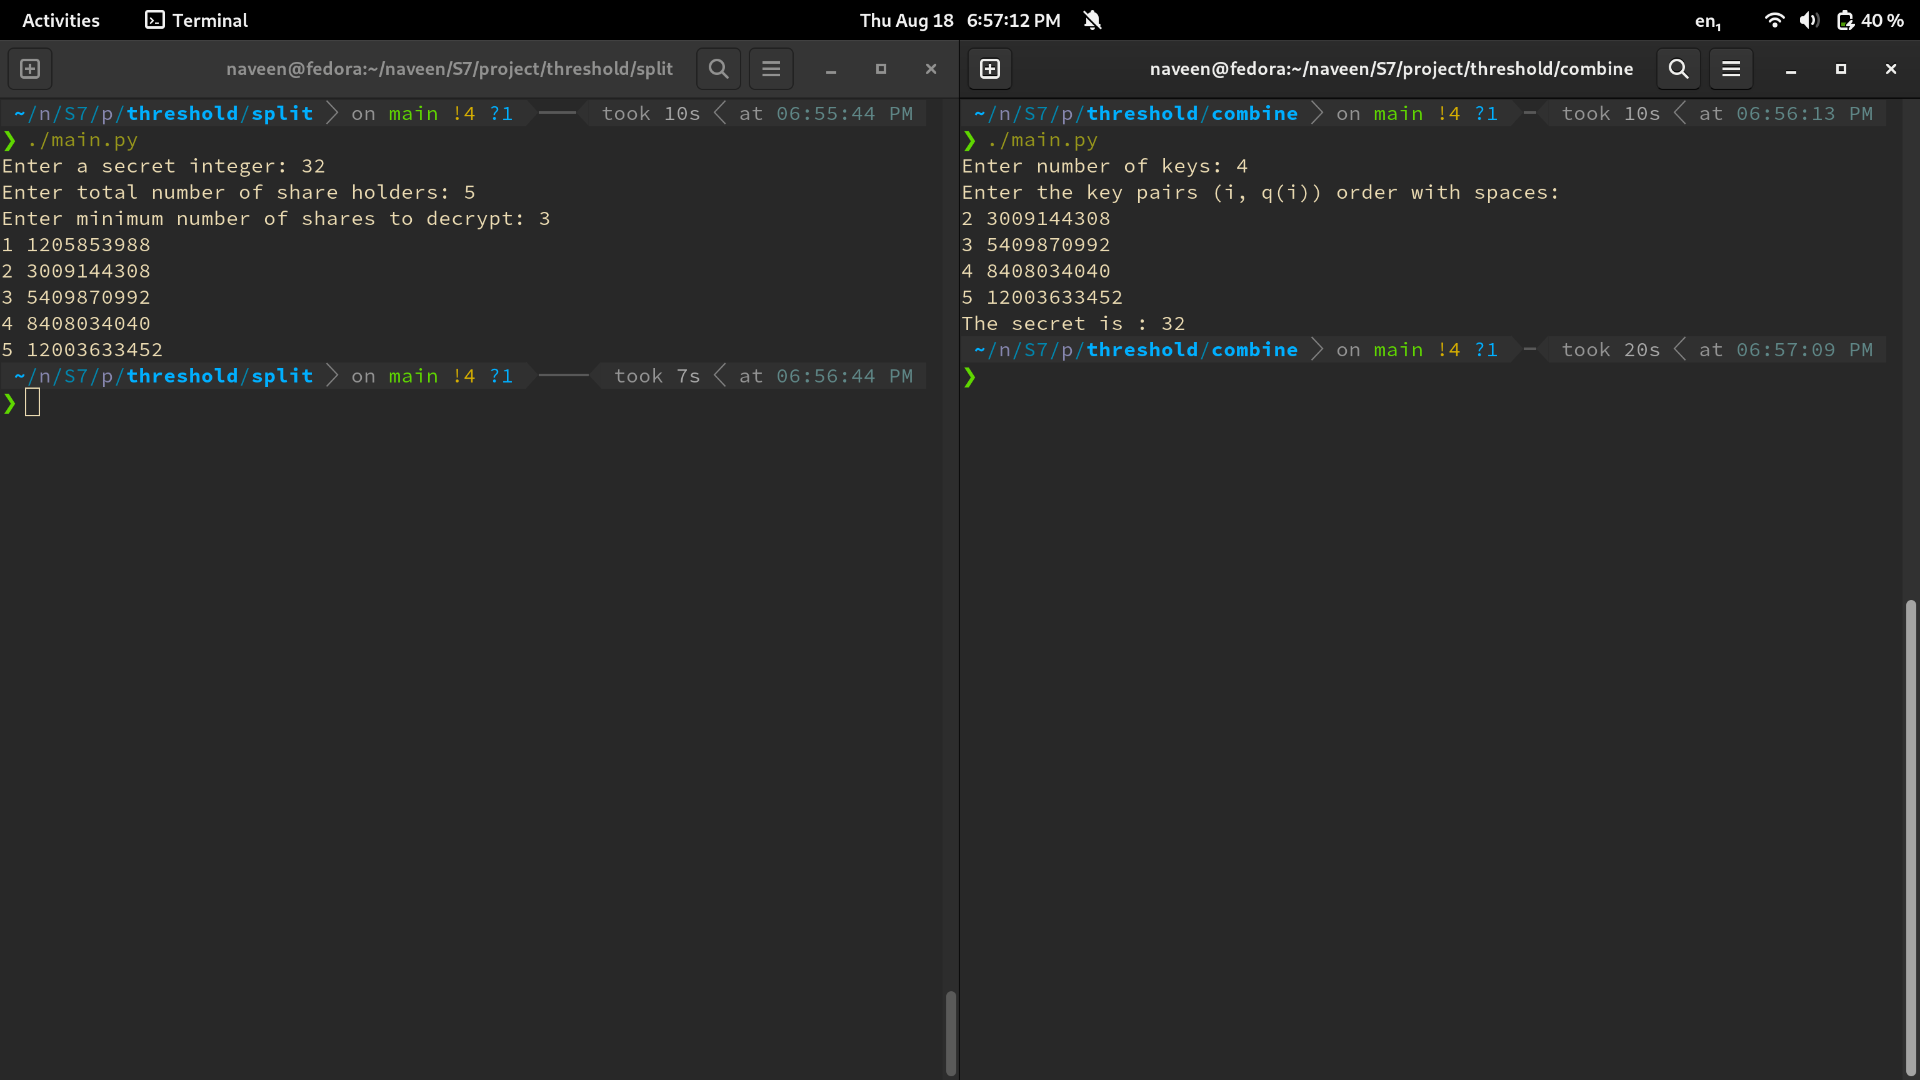 Activities Terminal Thu Aug 18 6:57:12 PM en1 40 %
naveen@fedora:~/naveen/S7/project/threshold/split
~/n/S7/p/threshold/split on main !4 ?1 took 10s at 06:55:44 PM
❯ ./main.py
Enter a secret integer: 32
Enter total number of share holders: 5
Enter minimum number of shares to decrypt: 3
1 1205853988
2 3009144308
3 5409870992
4 8408034040
5 12003633452
~/n/S7/p/threshold/split on main !4 ?1 took 7s at 06:56:44 PM
❯
naveen@fedora:~/naveen/S7/project/threshold/combine
~/n/S7/p/threshold/combine on main !4 ?1 took 10s at 06:56:13 PM
❯ ./main.py
Enter number of keys: 4
Enter the key pairs (i, q(i)) order with spaces:
2 3009144308
3 5409870992
4 8408034040
5 12003633452
The secret is : 32
~/n/S7/p/threshold/combine on main !4 ?1 took 20s at 06:57:09 PM
❯